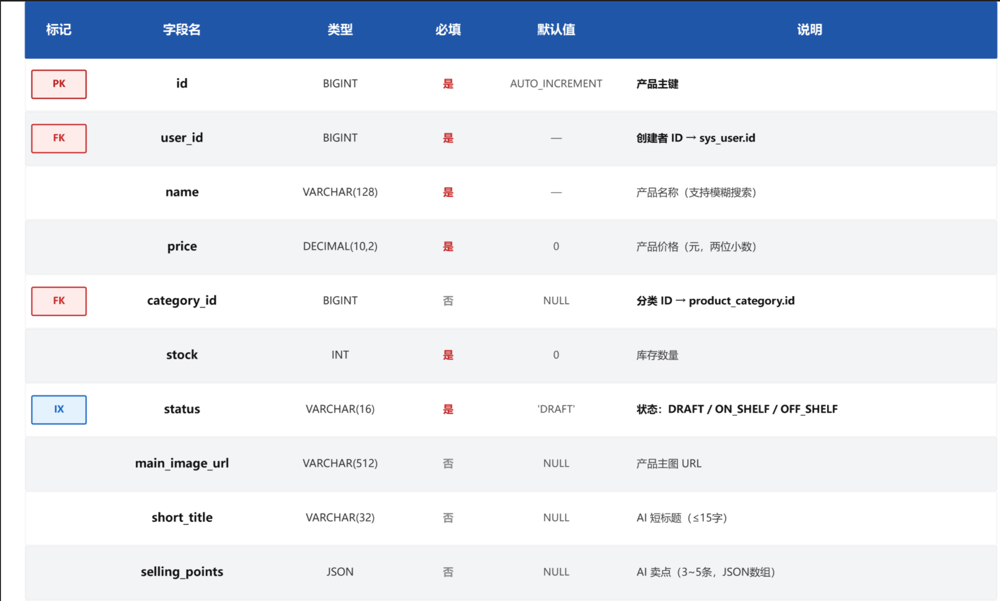 标记 字段名 类型 必填 默认值 说明
PK id BIGINT 是 AUTO_INCREMENT 产品主键
FK user_id BIGINT 是 — 创建者 ID → sys_user.id
name VARCHAR(128) 是 — 产品名称（支持模糊搜索）
price DECIMAL(10,2) 是 0 产品价格（元，两位小数）
FK category_id BIGINT 否 NULL 分类 ID → product_category.id
stock INT 是 0 库存数量
IX status VARCHAR(16) 是 'DRAFT' 状态：DRAFT / ON_SHELF / OFF_SHELF
main_image_url VARCHAR(512) 否 NULL 产品主图 URL
short_title VARCHAR(32) 否 NULL AI 短标题（≤15字）
selling_points JSON 否 NULL AI 卖点（3~5条，JSON数组）